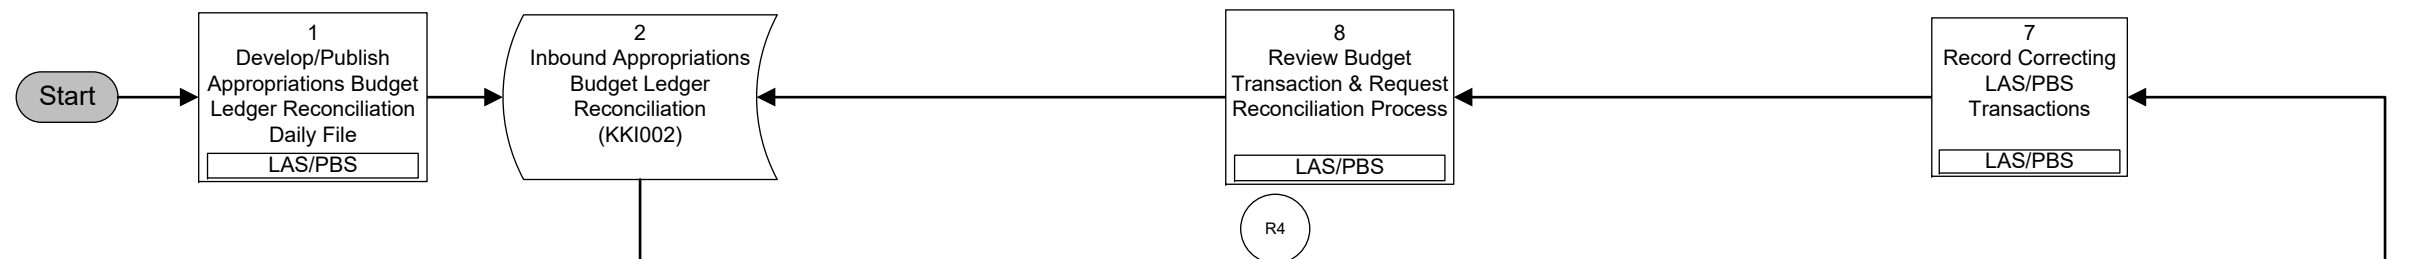 Start
1
Develop/Publish
Appropriations Budget
Ledger Reconciliation
Daily File
LAS/PBS
2
Inbound Appropriations
Budget Ledger
Reconciliation
(KKI002)
8
Review Budget
Transaction & Request
Reconciliation Process
LAS/PBS
R4
7
Record Correcting
LAS/PBS
Transactions
LAS/PBS